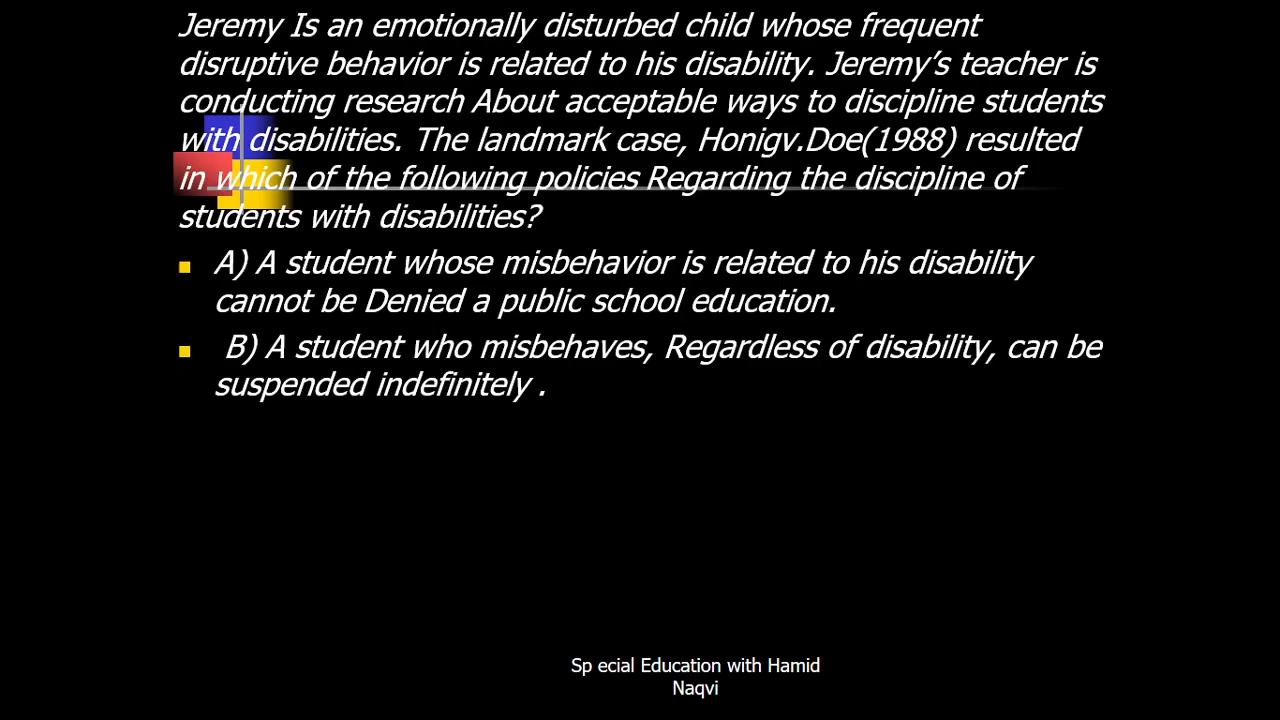 Jeremy Is an emotionally disturbed child whose frequent
disruptive behavior is related to his disability. Jeremy’s teacher is
conducting research About acceptable ways to discipline students
with disabilities. The landmark case, Honigv.Doe(1988) resulted
in which of the following policies Regarding the discipline of
students with disabilities?
A) A student whose misbehavior is related to his disability
cannot be Denied a public school education.
B) A student who misbehaves, Regardless of disability, can be
suspended indefinitely .
Sp ecial Education with Hamid
Naqvi